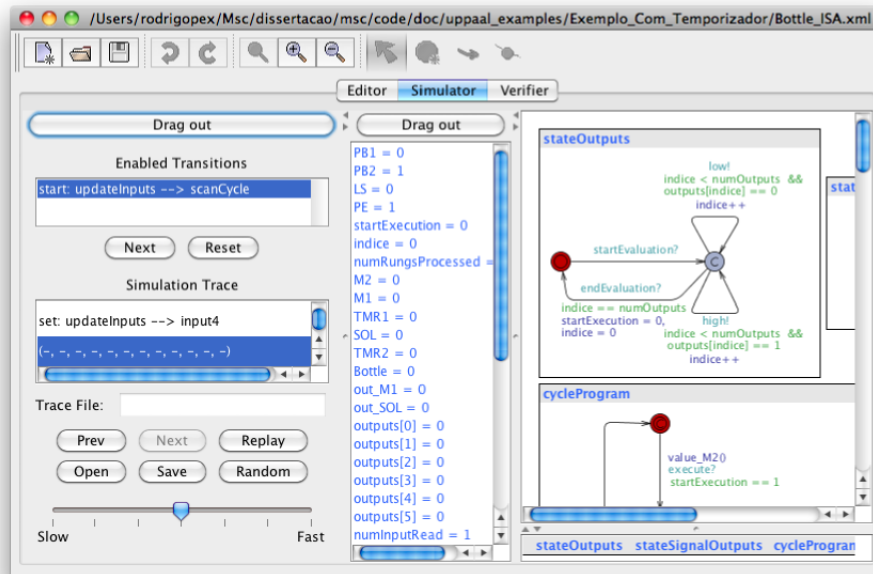 /Users/rodrigopex/Msc/dissertacao/msc/code/doc/uppaal_examples/Exemplo_Com_Temporizador/Bottle_ISA.xml
Editor Simulator Verifier
Drag out
Enabled Transitions
start: updateInputs --> scanCycle
Next Reset
Simulation Trace
set: updateInputs --> input4
(-, -, -, -, -, -, -, -, -, -, -, -)
Trace File:
Prev Next Replay
Open Save Random
Slow Fast
Drag out
PB1 = 0
PB2 = 1
LS = 0
PE = 1
startExecution = 0
indice = 0
numRungsProcessed =
M2 = 0
M1 = 0
TMR1 = 0
SOL = 0
TMR2 = 0
Bottle = 0
out_M1 = 0
out_SOL = 0
outputs[0] = 0
outputs[1] = 0
outputs[2] = 0
outputs[3] = 0
outputs[4] = 0
outputs[5] = 0
numInputRead = 1
stateOutputs
low!
indice < numOutputs &&
outputs[indice] == 0
indice++
startEvaluation?
C
endEvaluation?
indice == numOutputs
startExecution = 0,
indice = 0
high!
indice < numOutputs &&
outputs[indice] == 1
indice++
stat
cycleProgram
value_M2()
execute?
startExecution == 1
stateOutputs stateSignalOutputs cycleProgran